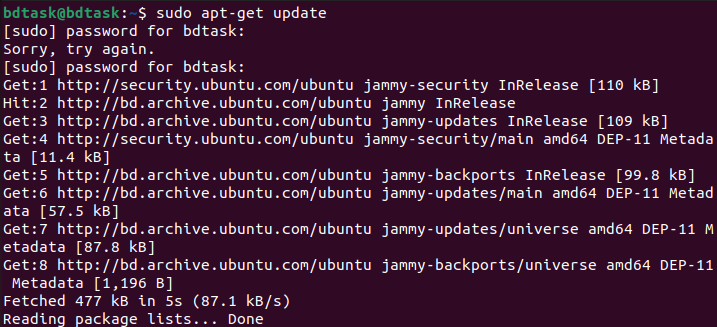 bdtask@bdtask:~$ sudo apt-get update
[sudo] password for bdtask:
Sorry, try again.
[sudo] password for bdtask:
Get:1 http://security.ubuntu.com/ubuntu jammy-security InRelease [110 kB]
Hit:2 http://bd.archive.ubuntu.com/ubuntu jammy InRelease
Get:3 http://bd.archive.ubuntu.com/ubuntu jammy-updates InRelease [109 kB]
Get:4 http://security.ubuntu.com/ubuntu jammy-security/main amd64 DEP-11 Metada
ta [11.4 kB]
Get:5 http://bd.archive.ubuntu.com/ubuntu jammy-backports InRelease [99.8 kB]
Get:6 http://bd.archive.ubuntu.com/ubuntu jammy-updates/main amd64 DEP-11 Metad
ata [57.5 kB]
Get:7 http://bd.archive.ubuntu.com/ubuntu jammy-updates/universe amd64 DEP-11 M
etadata [87.8 kB]
Get:8 http://bd.archive.ubuntu.com/ubuntu jammy-backports/universe amd64 DEP-11
 Metadata [1,196 B]
Fetched 477 kB in 5s (87.1 kB/s)
Reading package lists... Done